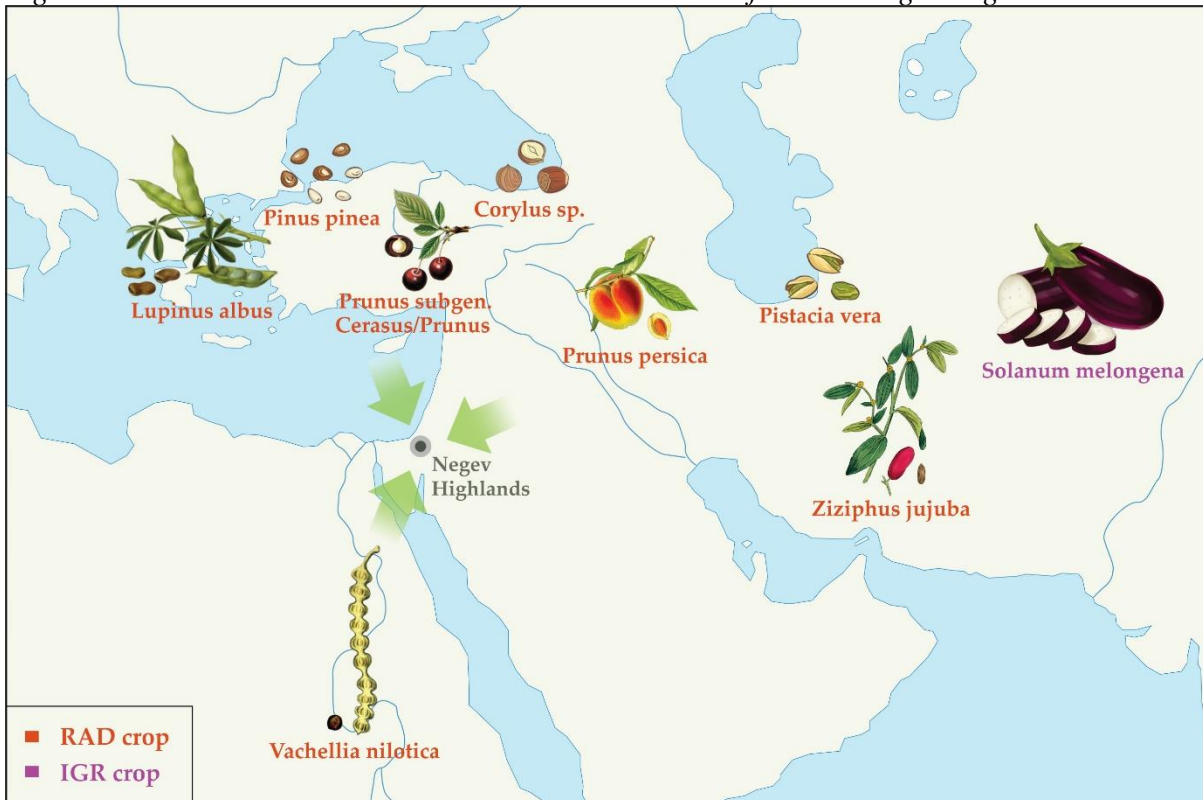 Pinus pinea
Corylus sp.
Lupinus albus
Prunus subgen.
Cerasus/Prunus
Prunus persica
Pistacia vera
Solanum melongena
Negev
Highlands
Ziziphus jujuba
Vachellia nilotica
RAD crop
IGR crop